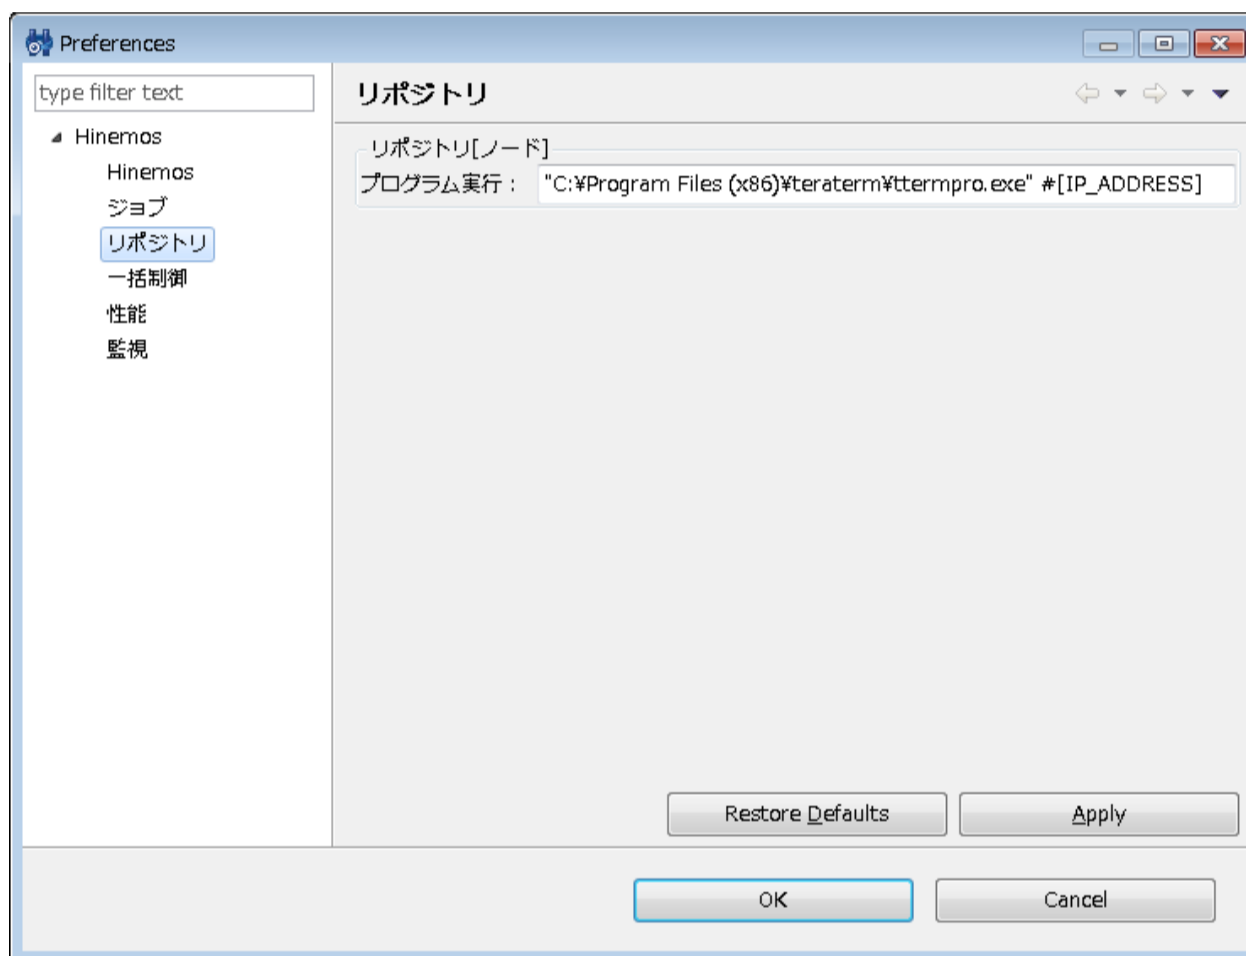 Preferences
type filter text
Hinemos
Hinemos
ジョブ
リポジトリ
一括制御
性能
監視
リポジトリ
リポジトリ[ノード]
プログラム実行： "C:¥Program Files (x86)¥teraterm¥ttermpro.exe" #[IP_ADDRESS]
Restore Defaults Apply
OK Cancel